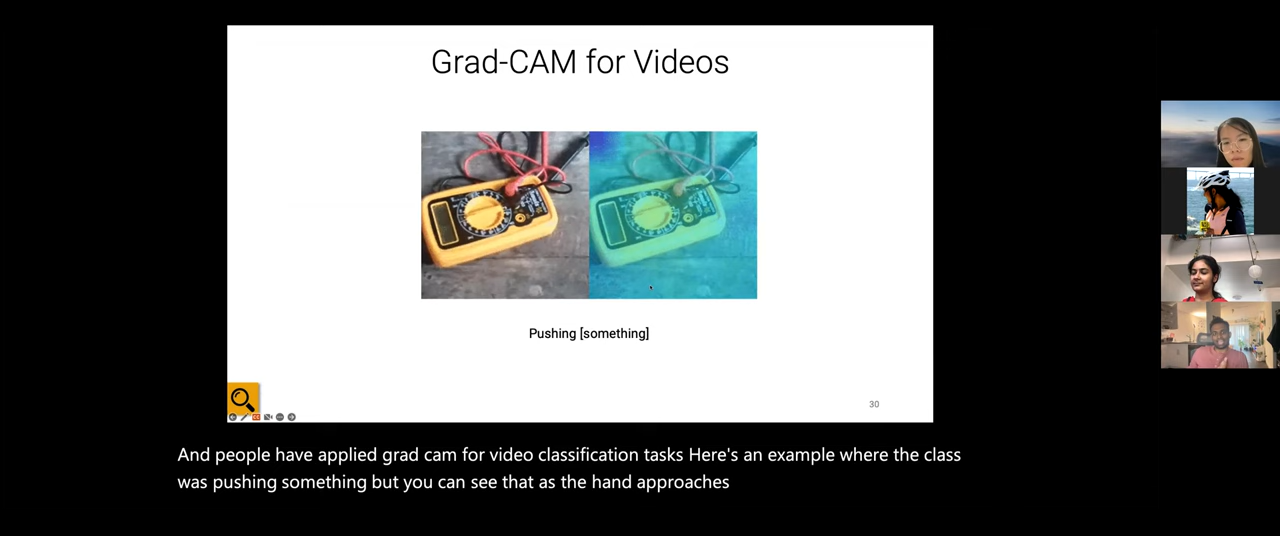 Grad-CAM for Videos
Pushing [something]
30
And people have applied grad cam for video classification tasks Here's an example where the class
was pushing something but you can see that as the hand approaches